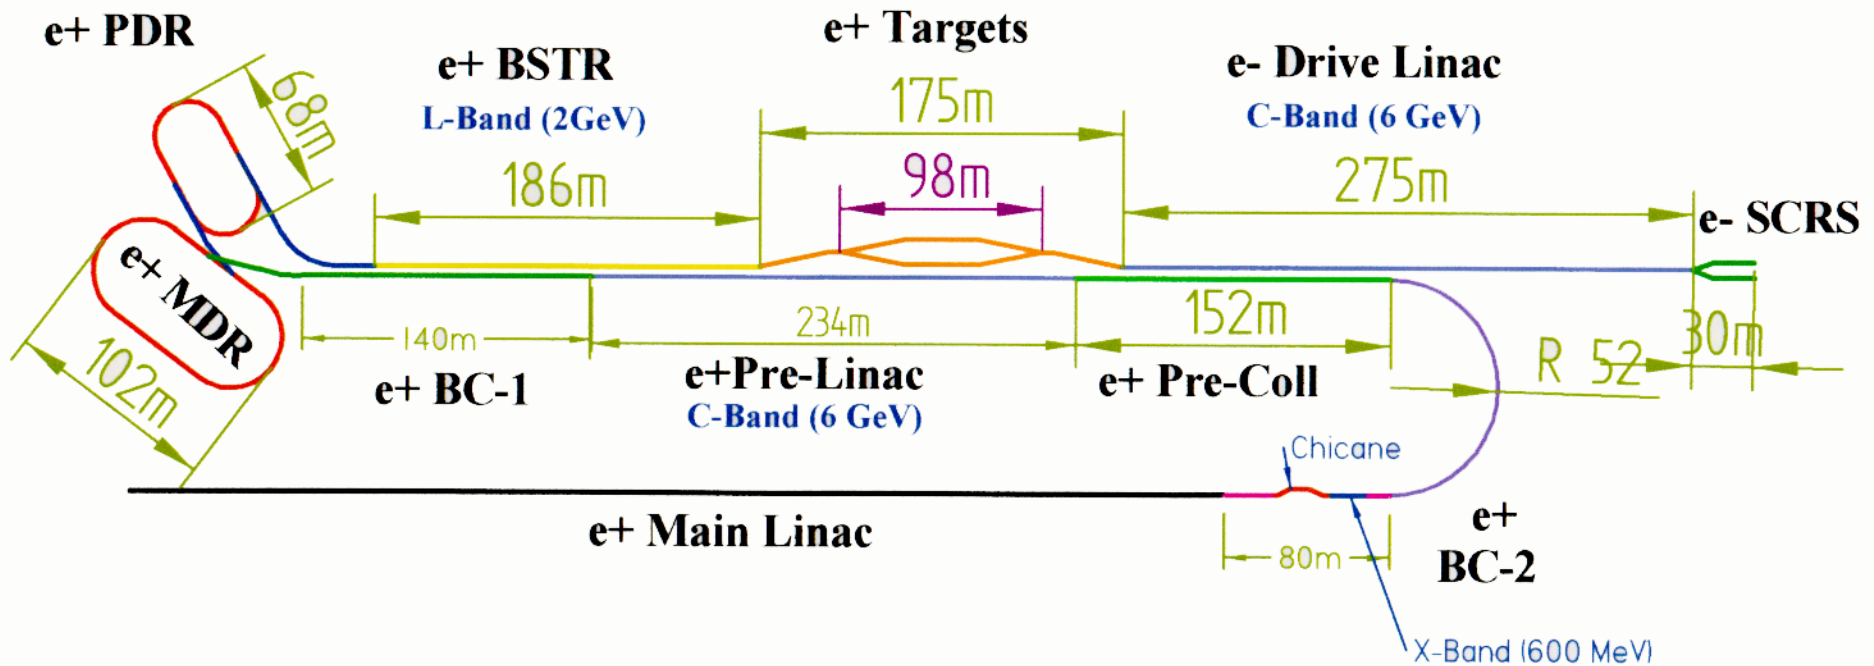 e+ PDR
68m
e+ BSTR
L-Band (2GeV)
186m
e+ Targets
175m
98m
e- Drive Linac
C-Band (6 GeV)
275m
e- SCRS
30m
e+ MDR
102m
140m
e+ BC-1
234m
e+Pre-Linac
C-Band (6 GeV)
152m
e+ Pre-Coll
R 52
Chicane
e+ Main Linac
80m
e+
BC-2
X-Band (600 MeV)